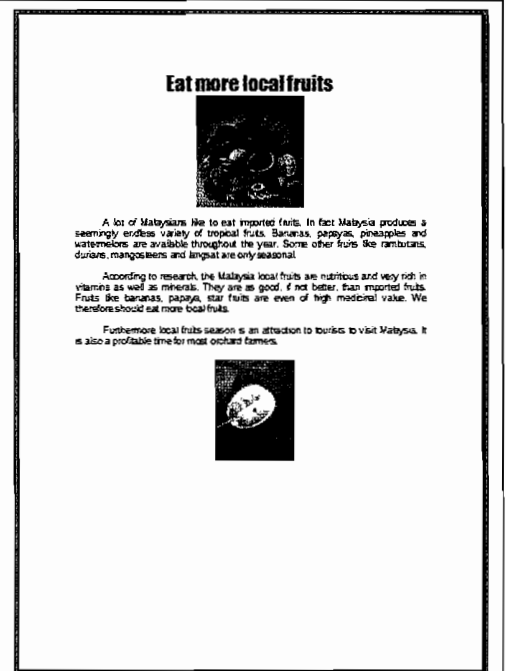 Eat more local fruits
A lot of Malaysians like to eat imported fruits. In fact Malaysia produces a
seemingly endless variety of tropical fruits. Bananas, papayas, pineapples and
watermelons are available throughout the year. Some other fruits like rambutans,
durians, mangosteens and langsat are only seasonal.
According to research, the Malaysia local fruits are nutritious and very rich in
vitamins as well as minerals. They are as good, if not better, than imported fruits.
Fruits like bananas, papaya, star fruits are even of high medicinal value. We
therefore should eat more local fruits.
Furthermore local fruits season is an attraction to tourists to visit Malaysia. It
is also a profitable time for most orchard farmers.